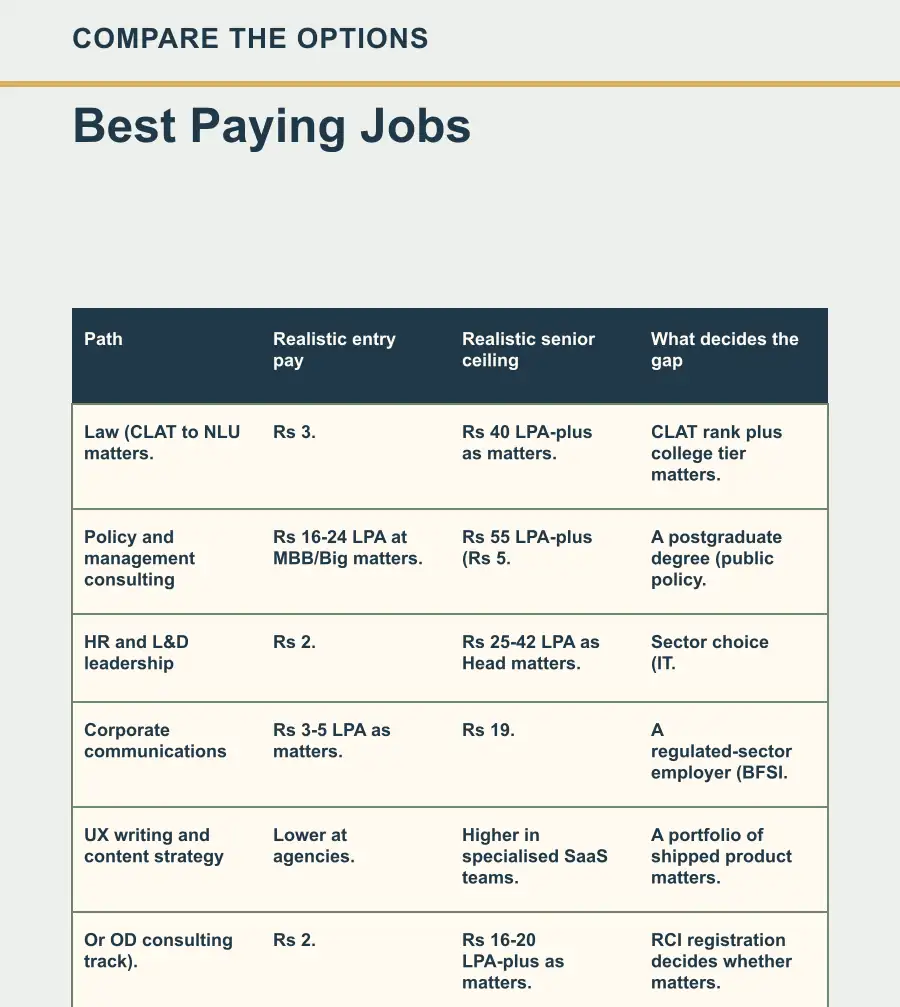 COMPARE THE OPTIONS
Best Paying Jobs
Path
Realistic entry
pay
Realistic senior
ceiling
What decides the
gap
Law (CLAT to NLU
matters.
Rs 3.
Rs 40 LPA-plus
as matters.
CLAT rank plus
college tier
matters.
Policy and
management
consulting
Rs 16-24 LPA at
MBB/Big matters.
Rs 55 LPA-plus
(Rs 5.
A postgraduate
degree (public
policy.
HR and L&D
leadership
Rs 2.
Rs 25-42 LPA as
Head matters.
Sector choice
(IT.
Corporate
communications
Rs 3-5 LPA as
matters.
Rs 19.
A
regulated-sector
employer (BFSI.
UX writing and
content strategy
Lower at
agencies.
Higher in
specialised SaaS
teams.
A portfolio of
shipped product
matters.
Or OD consulting
track).
Rs 2.
Rs 16-20
LPA-plus as
matters.
RCI registration
decides whether
matters.